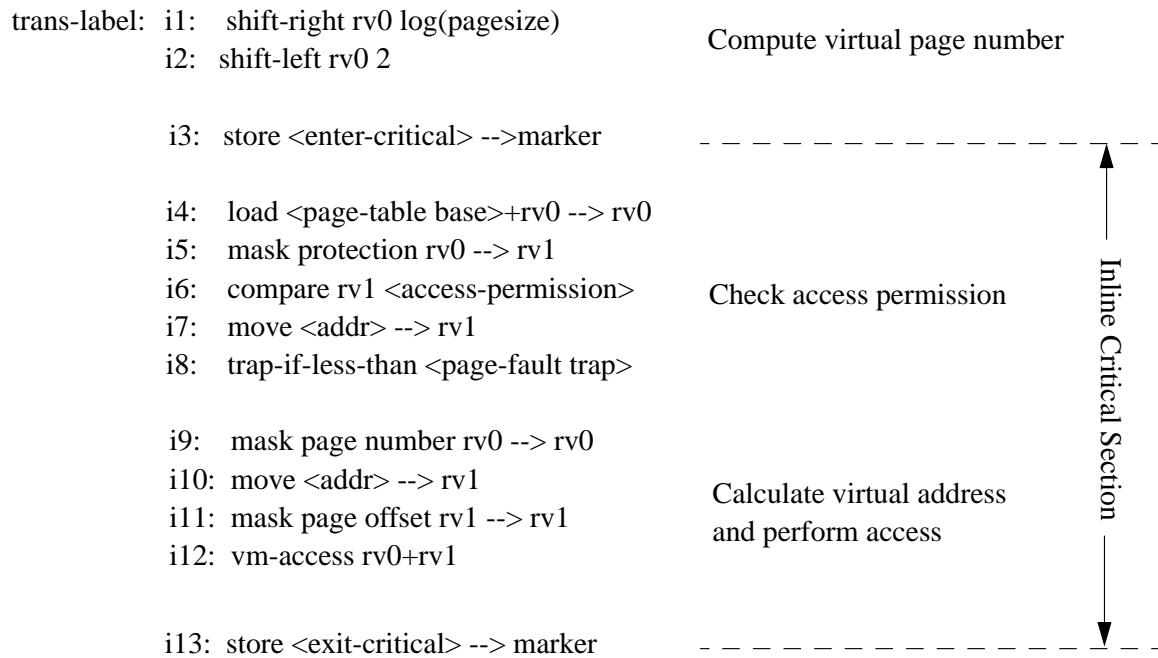 trans-label: i1: shift-right rv0 log(pagesize)
i2: shift-left rv0 2
Compute virtual page number
i3: store <enter-critical> -->marker
i4: load <page-table base>+rv0 --> rv0
i5: mask protection rv0 --> rv1
i6: compare rv1 <access-permission>
i7: move <addr> --> rv1
i8: trap-if-less-than <page-fault trap>
Check access permission
i9: mask page number rv0 --> rv0
i10: move <addr> --> rv1
i11: mask page offset rv1 --> rv1
i12: vm-access rv0+rv1
Calculate virtual address
and perform access
i13: store <exit-critical> --> marker
Inline Critical Section